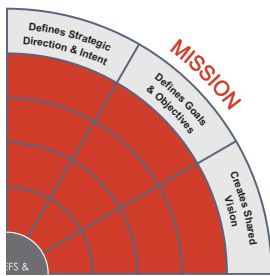 Defines Strategic
Direction & Intent
MISSION
Defines Goals
& Objectives
Creates Shared
Vision
&